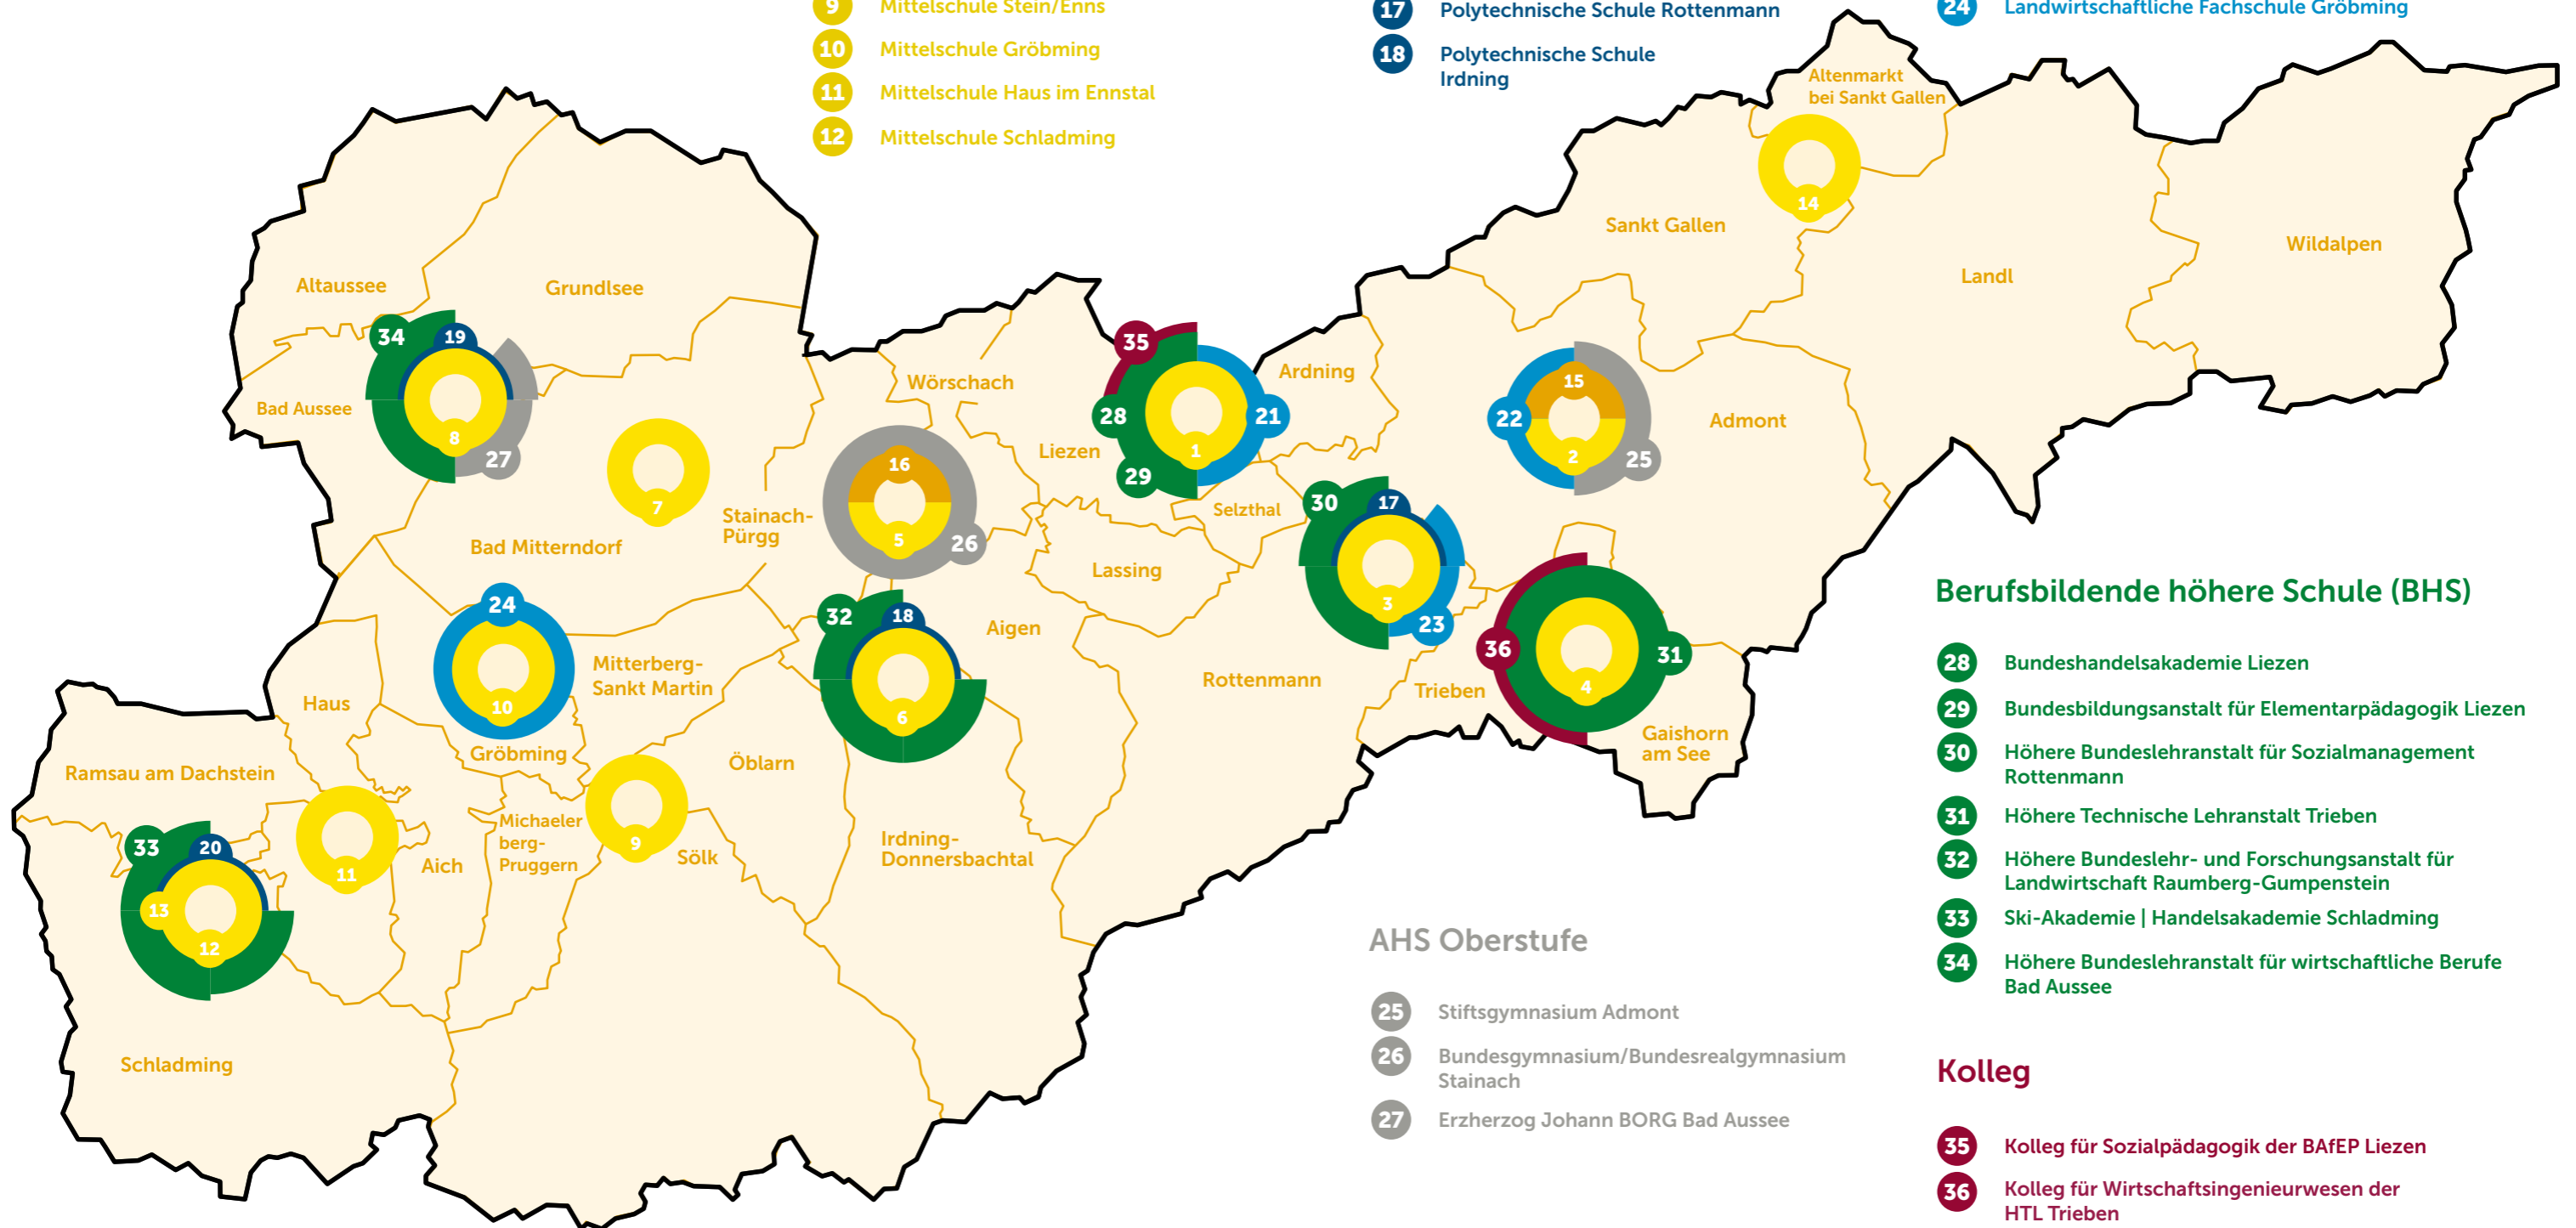 9 Mittelschule Stein/Enns
10 Mittelschule Gröbming
11 Mittelschule Haus im Ennstal
12 Mittelschule Schladming
17 Polytechnische Schule Rottenmann
18 Polytechnische Schule
Irdning
24 Landwirtschaftliche Fachschule Gröbming
Altenmarkt
bei Sankt Gallen
14
Sankt Gallen
Wildalpen
Landl
Altaussee
Grundlsee
34
19
8
27
Bad Aussee
7
Bad Mitterndorf
Stainach-
Pürgg
16
5
26
Wörschach
Liezen
35
28
29
1
21
Ardning
Selzthal
Lassing
15
22
2
25
Admont
30
17
3
23
Rottenmann
Trieben
36
4
31
Gaishorn
am See
24
10
Gröbming
Mitterberg-
Sankt Martin
32
18
6
Aigen
Haus
Ramsau am Dachstein
33
20
13
12
11
Aich
Michaeler
berg-
Pruggern
9
Sölk
Öblarn
Irdning-
Donnersbachtal
Schladming
AHS Oberstufe
25 Stiftsgymnasium Admont
26 Bundesgymnasium/Bundesrealgymnasium
Stainach
27 Erzherzog Johann BORG Bad Aussee
Berufsbildende höhere Schule (BHS)
28 Bundeshandelsakademie Liezen
29 Bundesbildungsanstalt für Elementarpädagogik Liezen
30 Höhere Bundeslehranstalt für Sozialmanagement
Rottenmann
31 Höhere Technische Lehranstalt Trieben
32 Höhere Bundeslehr- und Forschungsanstalt für
Landwirtschaft Raumberg-Gumpenstein
33 Ski-Akademie | Handelsakademie Schladming
34 Höhere Bundeslehranstalt für wirtschaftliche Berufe
Bad Aussee
Kolleg
35 Kolleg für Sozialpädagogik der BAfEP Liezen
36 Kolleg für Wirtschaftsingenieurwesen der
HTL Trieben